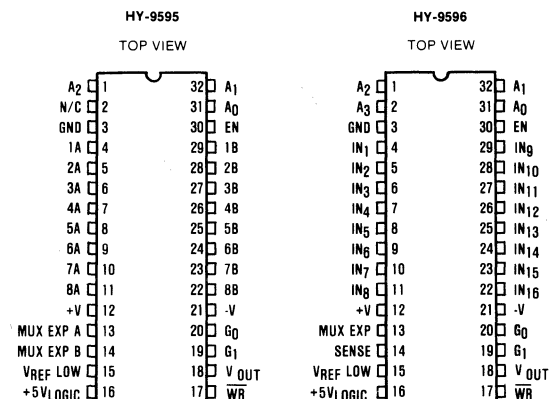 HY-9595
TOP VIEW
A2 1 32 A1
N/C 2 31 A0
GND 3 30 EN
1A 4 29 1B
2A 5 28 2B
3A 6 27 3B
4A 7 26 4B
5A 8 25 5B
6A 9 24 6B
7A 10 23 7B
8A 11 22 8B
+V 12 21 -V
MUX EXP A 13 20 G0
MUX EXP B 14 19 G1
VREF LOW 15 18 V OUT
+5VLOGIC 16 17 W̅R̅
HY-9596
TOP VIEW
A2 1 32 A1
A3 2 31 A0
GND 3 30 EN
IN1 4 29 IN9
IN2 5 28 IN10
IN3 6 27 IN11
IN4 7 26 IN12
IN5 8 25 IN13
IN6 9 24 IN14
IN7 10 23 IN15
IN8 11 22 IN16
+V 12 21 -V
MUX EXP 13 20 G0
SENSE 14 19 G1
VREF LOW 15 18 V OUT
+5VLOGIC 16 17 W̅R̅